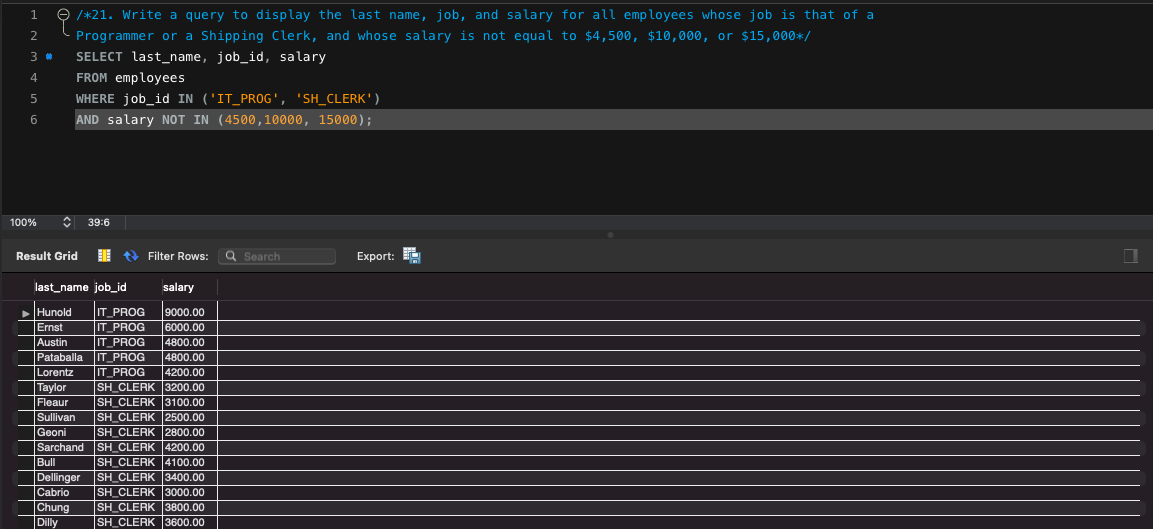 1 /*21. Write a query to display the last name, job, and salary for all employees whose job is that of a
2 Programmer or a Shipping Clerk, and whose salary is not equal to $4,500, $10,000, or $15,000*/
3 SELECT last_name, job_id, salary
4 FROM employees
5 WHERE job_id IN ('IT_PROG', 'SH_CLERK')
6 AND salary NOT IN (4500,10000, 15000);
100% 39:6
Result Grid Filter Rows: Search Export:
last_name job_id salary
Hunold IT_PROG 9000.00
Ernst IT_PROG 6000.00
Austin IT_PROG 4800.00
Pataballa IT_PROG 4800.00
Lorentz IT_PROG 4200.00
Taylor SH_CLERK 3200.00
Fleaur SH_CLERK 3100.00
Sullivan SH_CLERK 2500.00
Geoni SH_CLERK 2800.00
Sarchand SH_CLERK 4200.00
Bull SH_CLERK 4100.00
Dellinger SH_CLERK 3400.00
Cabrio SH_CLERK 3000.00
Chung SH_CLERK 3800.00
Dilly SH_CLERK 3600.00